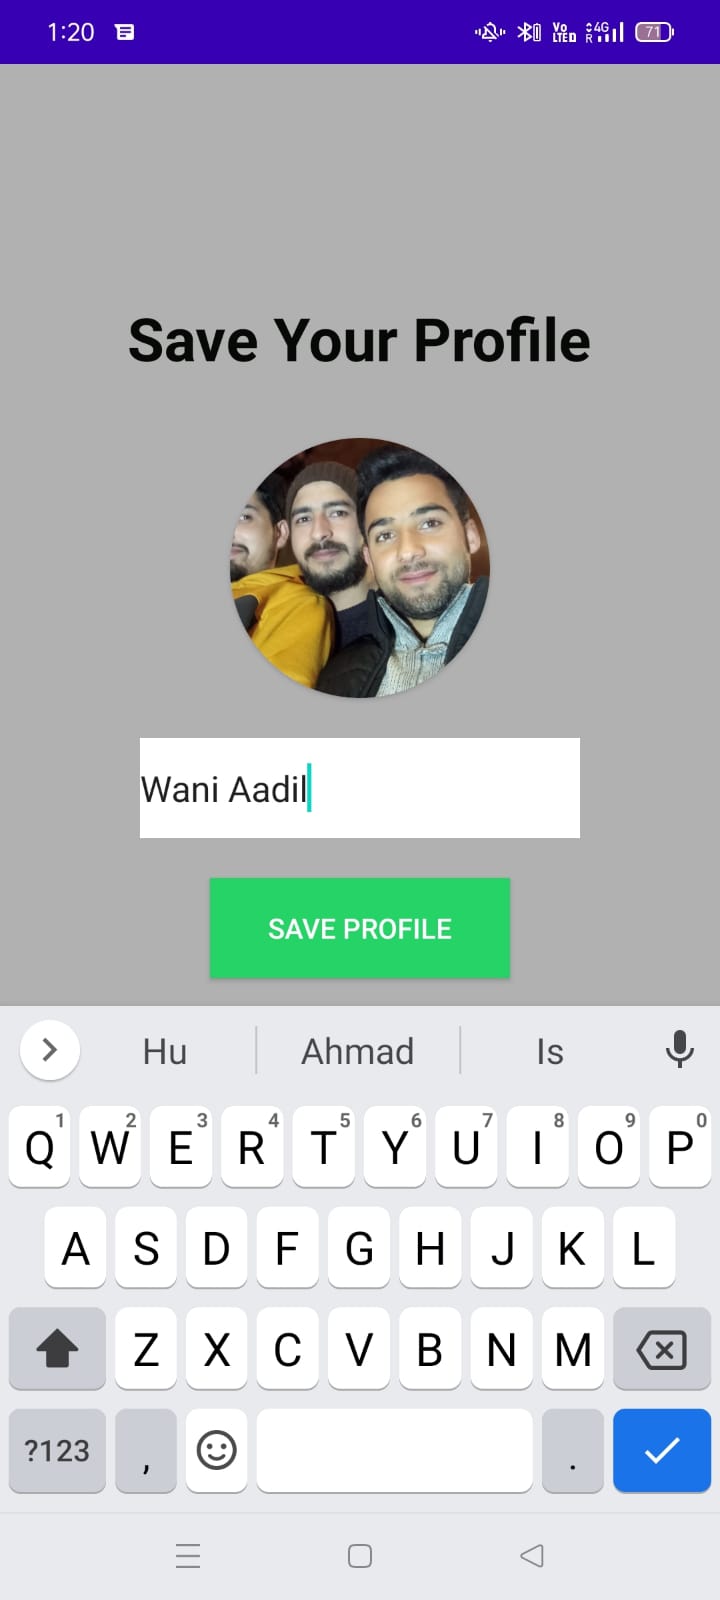 1:20 VO LTED 4G R 71
Save Your Profile
Wani Aadil
SAVE PROFILE
Hu Ahmad Is
1 2 3 4 5 6 7 8 9 0
Q W E R T Y U I O P
A S D F G H J K L
Z X C V B N M
?123 , .